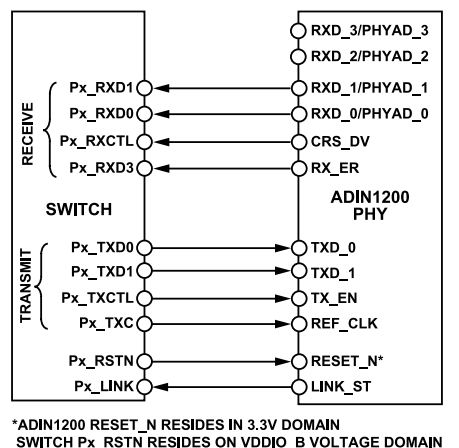 RXD_3/PHYAD_3
RXD_2/PHYAD_2
Px_RXD1 RXD_1/PHYAD_1
Px_RXD0 RXD_0/PHYAD_0
Px_RXCTL CRS_DV
Px_RXD3 RX_ER
RECEIVE
SWITCH
ADIN1200
PHY
Px_TXD0 TXD_0
Px_TXD1 TXD_1
Px_TXCTL TX_EN
Px_TXC REF_CLK
TRANSMIT
Px_RSTN RESET_N*
Px_LINK LINK_ST
*ADIN1200 RESET_N RESIDES IN 3.3V DOMAIN
SWITCH Px_RSTN RESIDES ON VDDIO_B VOLTAGE DOMAIN